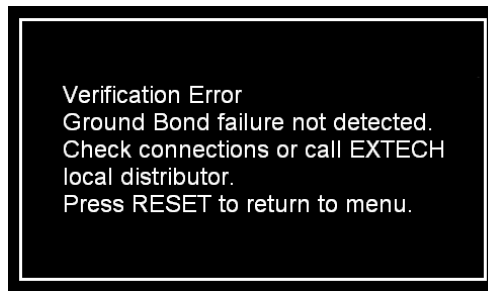 Verification Error
Ground Bond failure not detected.
Check connections or call EXTECH
local distributor.
Press RESET to return to menu.